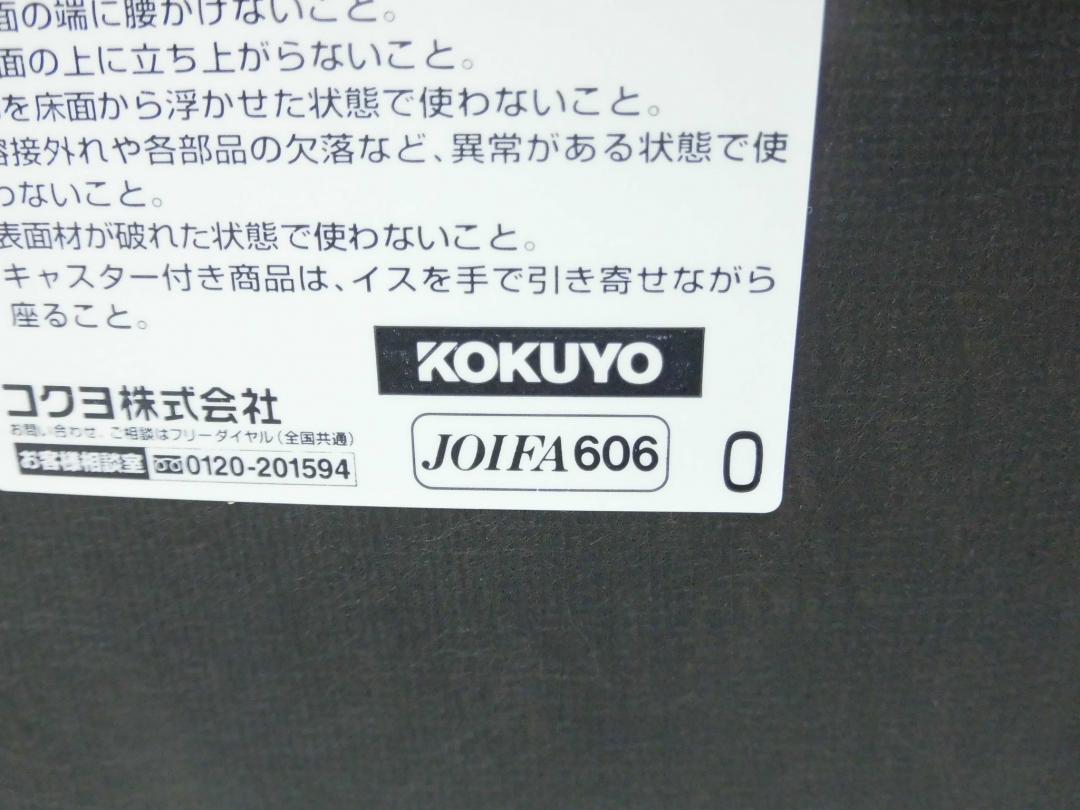 面の端に腰かけないこと。
面の上に立ち上がらないこと。
を床面から浮かせた状態で使わないこと。
溶接外れや各部品の欠落など、異常がある状態で使
わないこと。
表面材が破れた状態で使わないこと。
キャスター付き商品は、イスを手で引き寄せながら
座ること。
KOKUYO
コクヨ株式会社
お問い合わせ、ご相談はフリーダイヤル（全国共通）
お客様相談室 0120-201594
JOIFA606
0